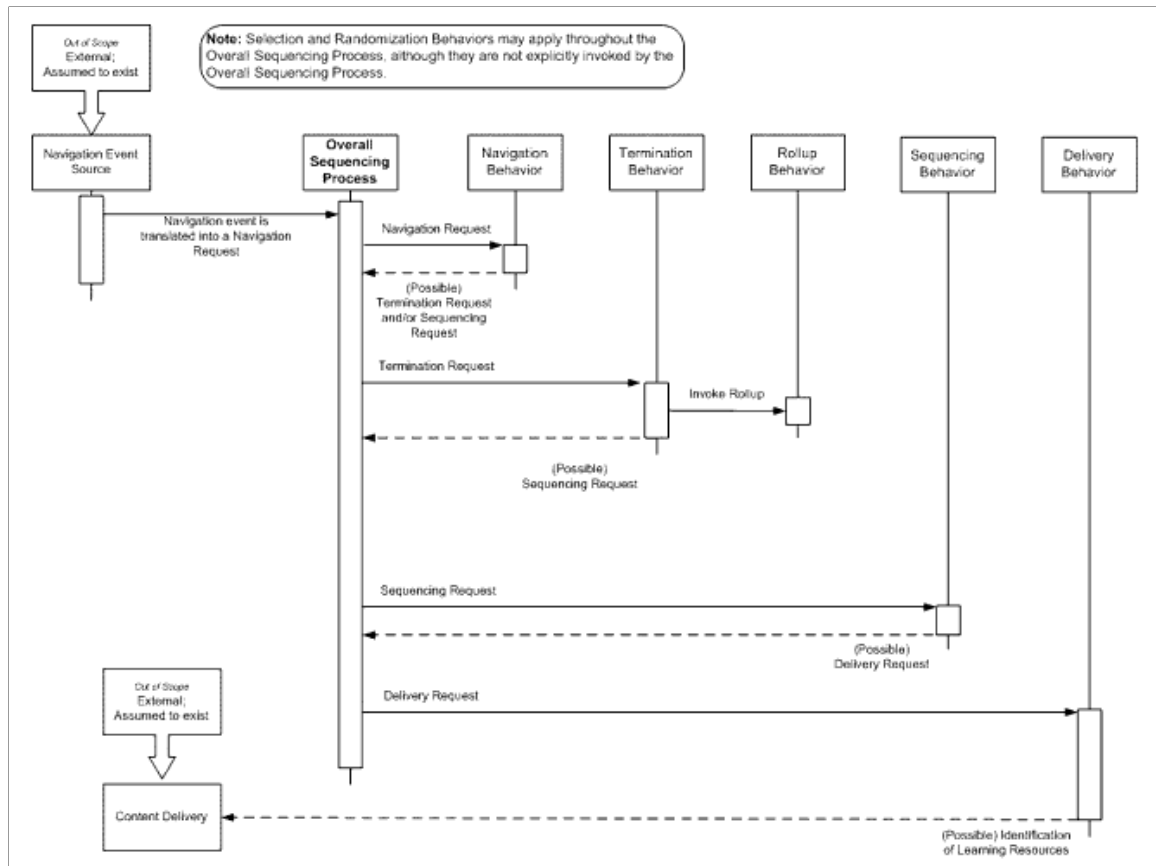 Out of Scope
External;
Assumed to exist
Note: Selection and Randomization Behaviors may apply throughout the
Overall Sequencing Process, although they are not explicitly invoked by the
Overall Sequencing Process.
Navigation Event
Source
Overall
Sequencing
Process
Navigation
Behavior
Termination
Behavior
Rollup
Behavior
Sequencing
Behavior
Delivery
Behavior
Navigation event is
translated into a Navigation
Request
Navigation Request
(Possible)
Termination Request
and/or Sequencing
Request
Termination Request
Invoke Rollup
(Possible)
Sequencing Request
Sequencing Request
(Possible)
Delivery Request
Out of Scope
External;
Assumed to exist
Delivery Request
Content Delivery
(Possible) Identification
of Learning Resources